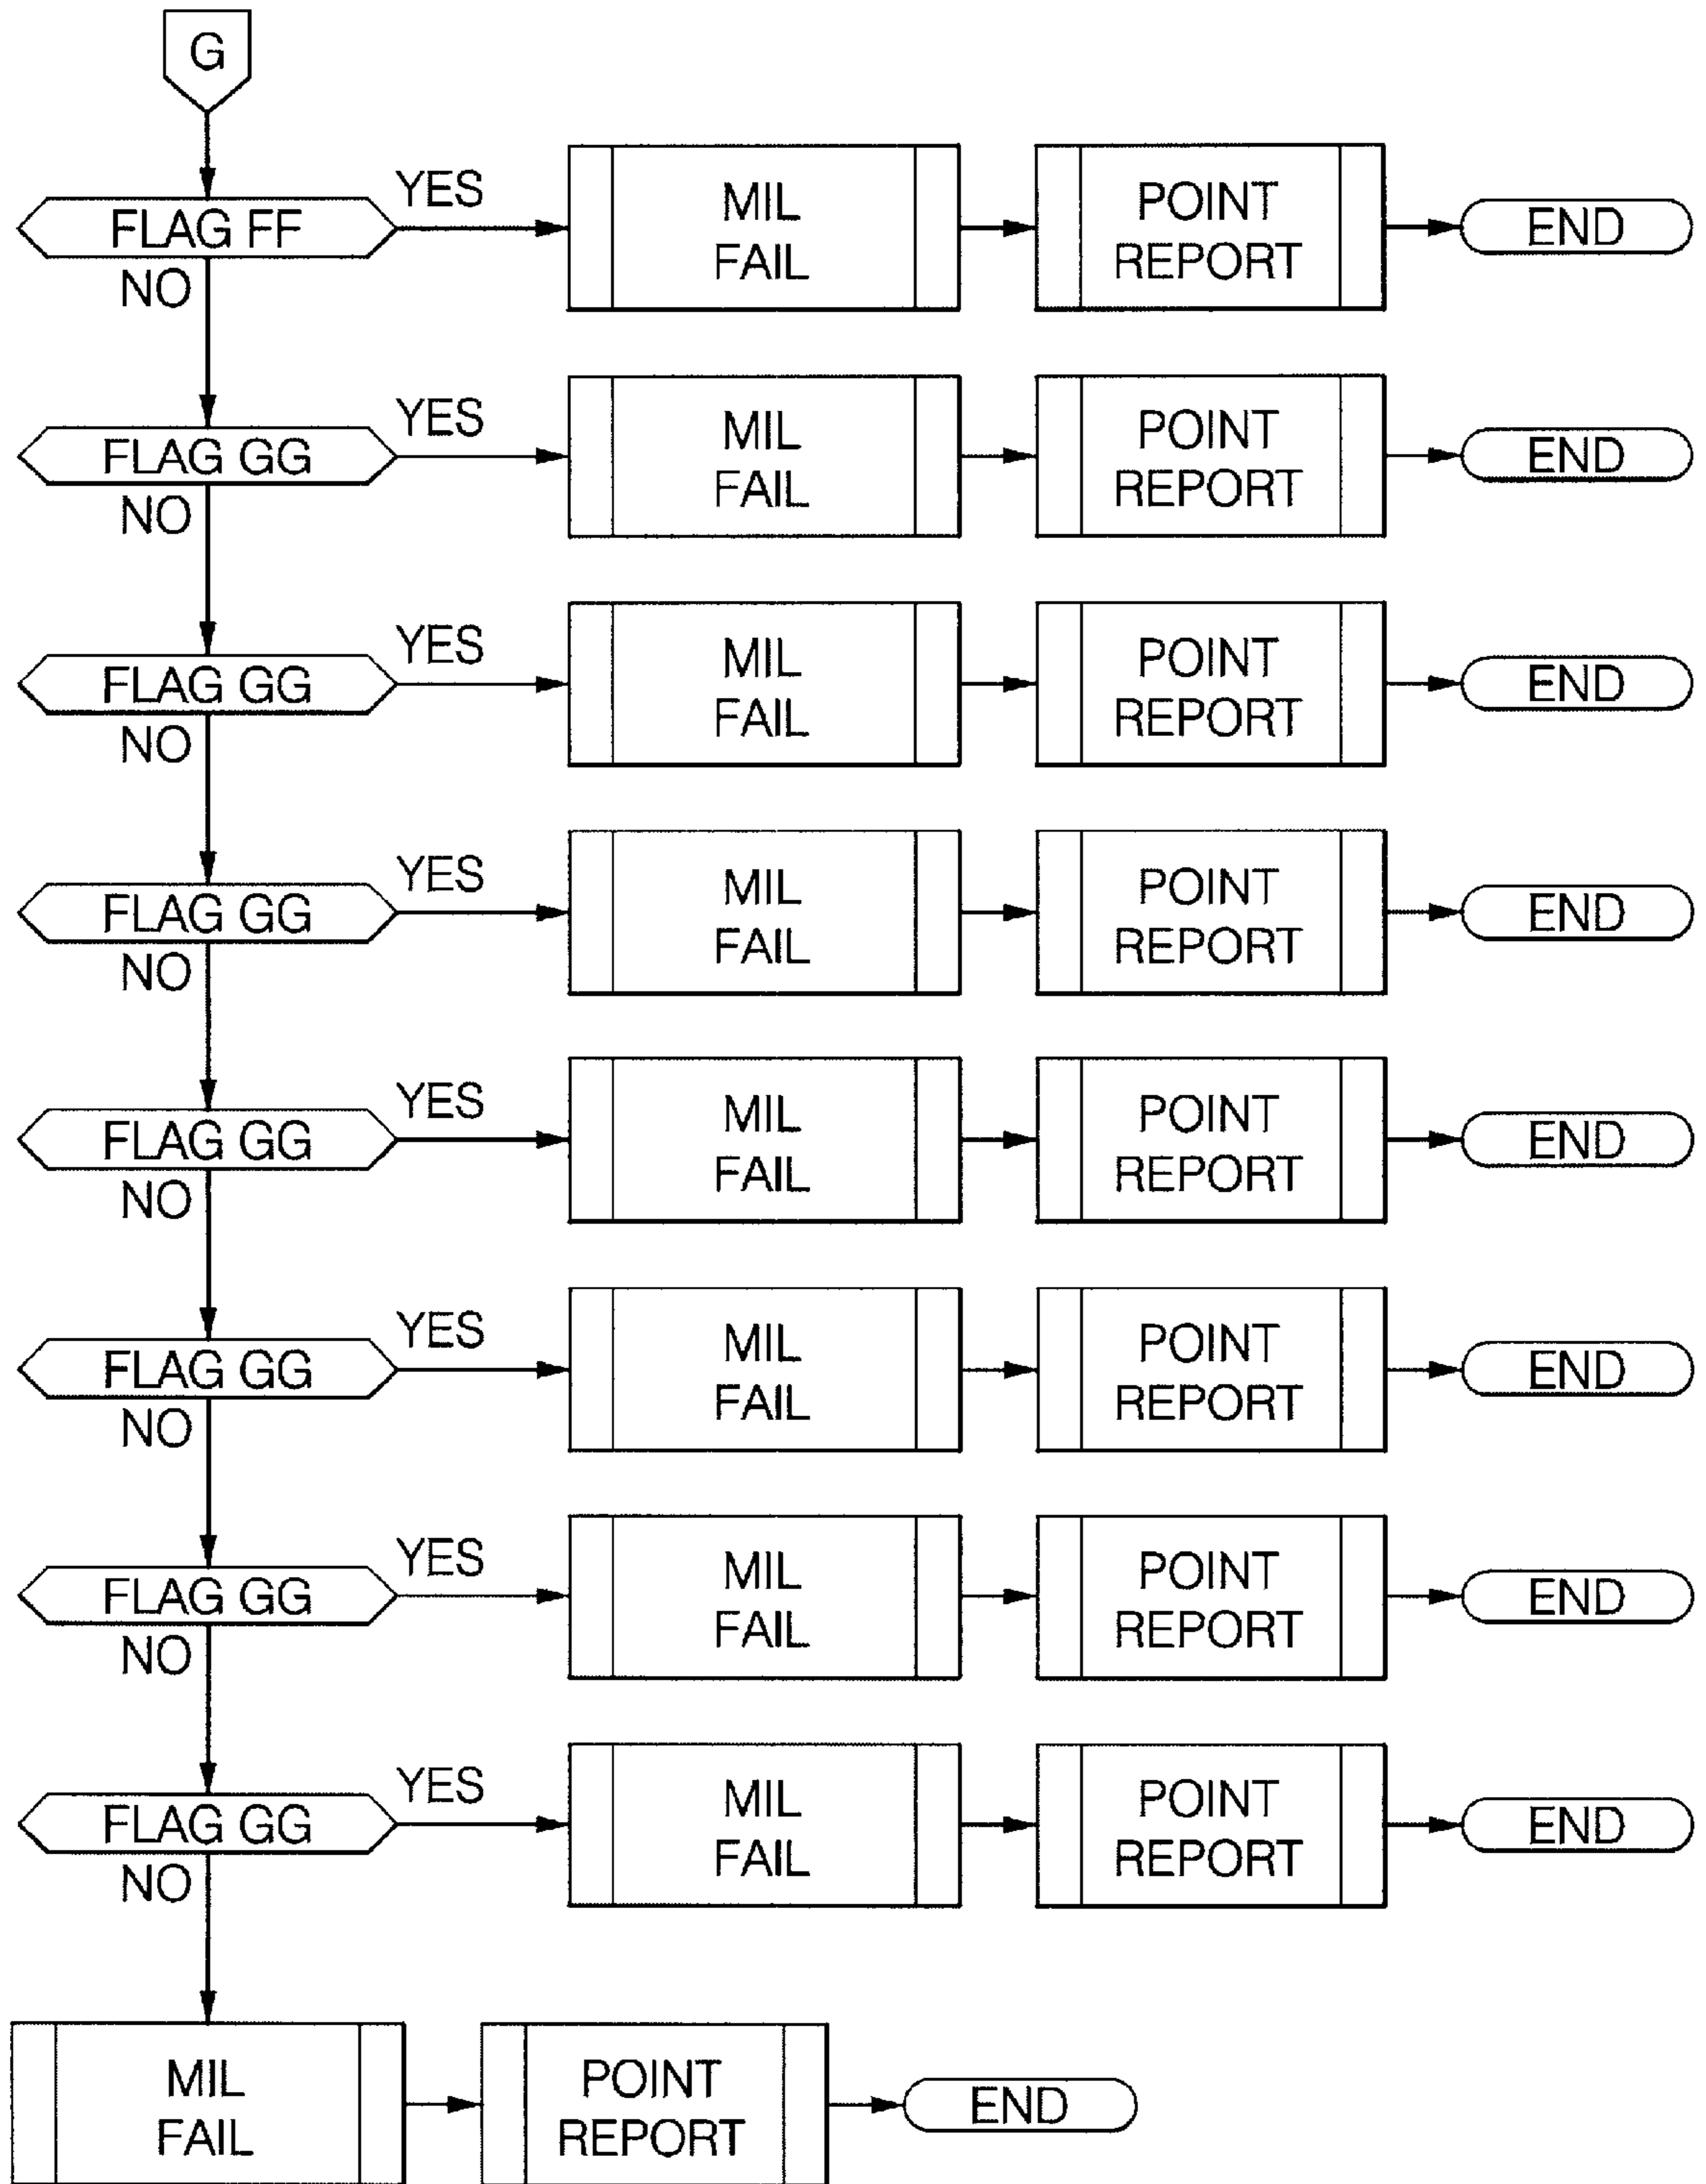 G
FLAG FF
YES
NO
MIL
FAIL
POINT
REPORT
END
FLAG GG
YES
NO
MIL
FAIL
POINT
REPORT
END
FLAG GG
YES
NO
MIL
FAIL
POINT
REPORT
END
FLAG GG
YES
NO
MIL
FAIL
POINT
REPORT
END
FLAG GG
YES
NO
MIL
FAIL
POINT
REPORT
END
FLAG GG
YES
NO
MIL
FAIL
POINT
REPORT
END
FLAG GG
YES
NO
MIL
FAIL
POINT
REPORT
END
FLAG GG
YES
NO
MIL
FAIL
POINT
REPORT
END
MIL
FAIL
POINT
REPORT
END